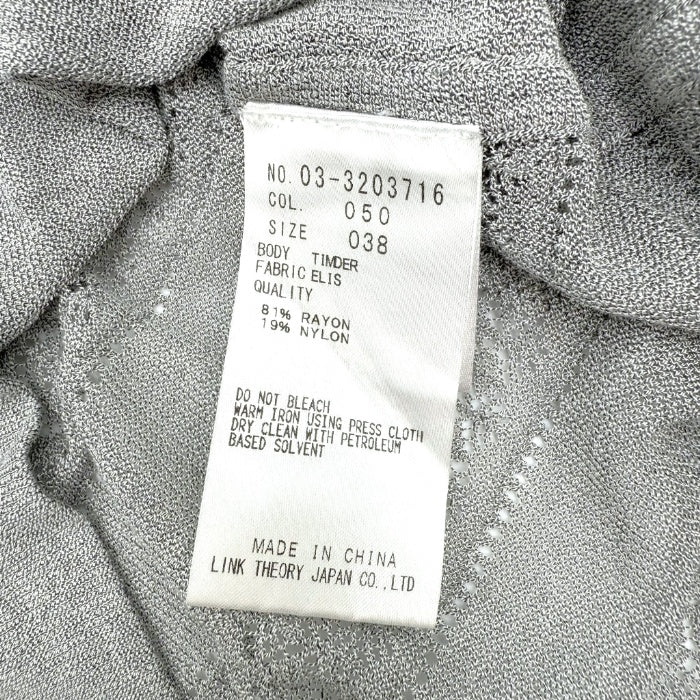 NO. 03-3203716
COL. 050
SIZE 038
BODY TIMDER
FABRIC ELIS
QUALITY
81% RAYON
19% NYLON
DO NOT BLEACH
WARM IRON USING PRESS CLOTH
DRY CLEAN WITH PETROLEUM
BASED SOLVENT
MADE IN CHINA
LINK THEORY JAPAN CO.,LTD